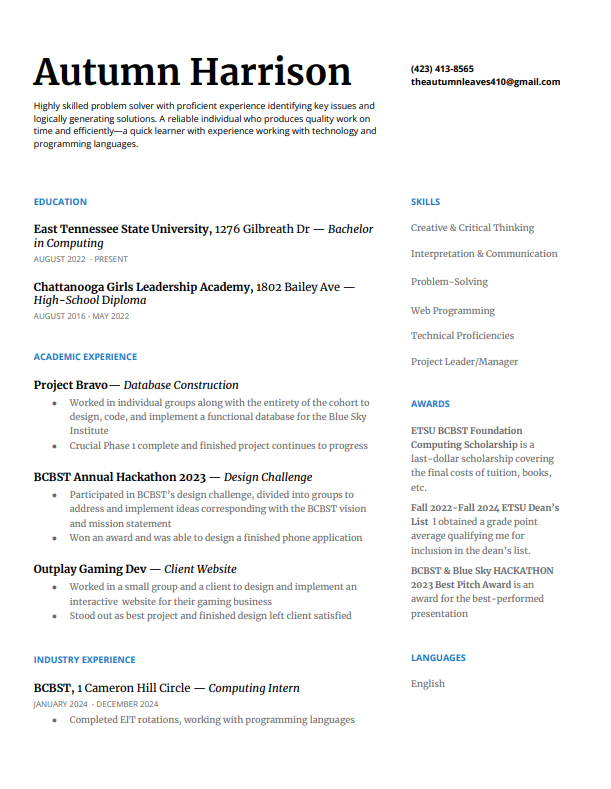 Autumn Harrison
(423) 413-8565
theautumnleaves410@gmail.com
Highly skilled problem solver with proficient experience identifying key issues and
logically generating solutions. A reliable individual who produces quality work on
time and efficiently—a quick learner with experience working with technology and
programming languages.
EDUCATION
East Tennessee State University, 1276 Gilbreath Dr — Bachelor
in Computing
AUGUST 2022 - PRESENT
Chattanooga Girls Leadership Academy, 1802 Bailey Ave —
High-School Diploma
AUGUST 2016 - MAY 2022
ACADEMIC EXPERIENCE
Project Bravo— Database Construction
● Worked in individual groups along with the entirety of the cohort to
design, code, and implement a functional database for the Blue Sky
Institute
● Crucial Phase 1 complete and finished project continues to progress
BCBST Annual Hackathon 2023 — Design Challenge
● Participated in BCBST's design challenge, divided into groups to
address and implement ideas corresponding with the BCBST vision
and mission statement
● Won an award and was able to design a finished phone application
Outplay Gaming Dev — Client Website
● Worked in a small group and a client to design and implement an
interactive website for their gaming business
● Stood out as best project and finished design left client satisfied
INDUSTRY EXPERIENCE
BCBST, 1 Cameron Hill Circle — Computing Intern
JANUARY 2024 - DECEMBER 2024
● Completed EIT rotations, working with programming languages
SKILLS
Creative & Critical Thinking
Interpretation & Communication
Problem-Solving
Web Programming
Technical Proficiencies
Project Leader/Manager
AWARDS
ETSU BCBST Foundation
Computing Scholarship is a
last-dollar scholarship covering
the final costs of tuition, books,
etc.
Fall 2022-Fall 2024 ETSU Dean's
List I obtained a grade point
average qualifying me for
inclusion in the dean's list.
BCBST & Blue Sky HACKATHON
2023 Best Pitch Award is an
award for the best-performed
presentation
LANGUAGES
English